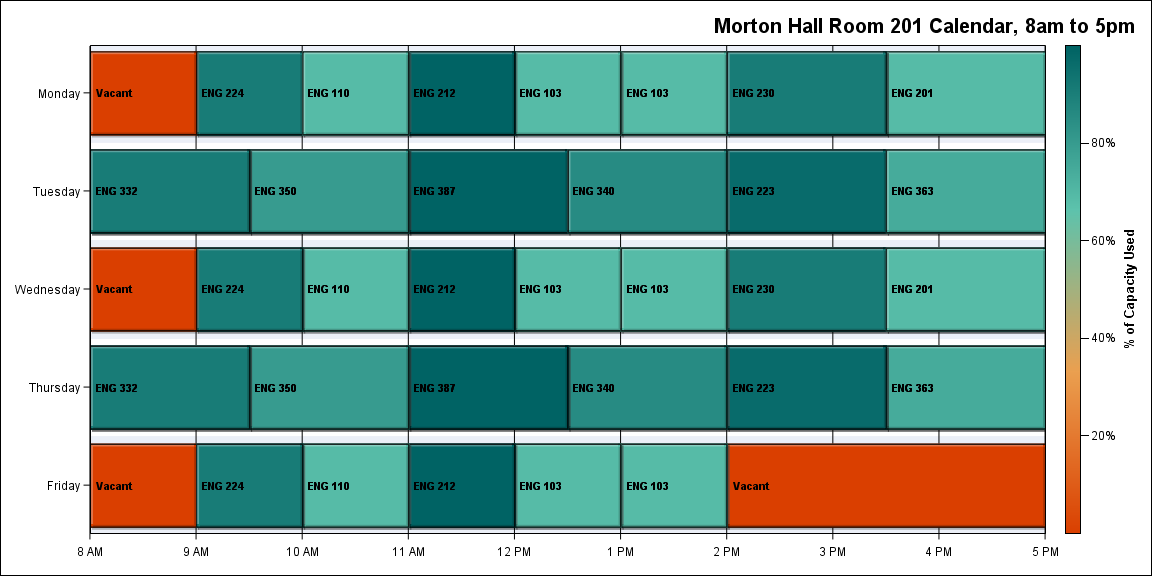 Morton Hall Room 201 Calendar, 8am to 5pm
Monday
Vacant
ENG 224
ENG 110
ENG 212
ENG 103
ENG 103
ENG 230
ENG 201
Tuesday
ENG 332
ENG 350
ENG 387
ENG 340
ENG 223
ENG 363
Wednesday
Vacant
ENG 224
ENG 110
ENG 212
ENG 103
ENG 103
ENG 230
ENG 201
Thursday
ENG 332
ENG 350
ENG 387
ENG 340
ENG 223
ENG 363
Friday
Vacant
ENG 224
ENG 110
ENG 212
ENG 103
ENG 103
Vacant
8 AM
9 AM
10 AM
11 AM
12 PM
1 PM
2 PM
3 PM
4 PM
5 PM
80%
60%
40%
20%
% of Capacity Used